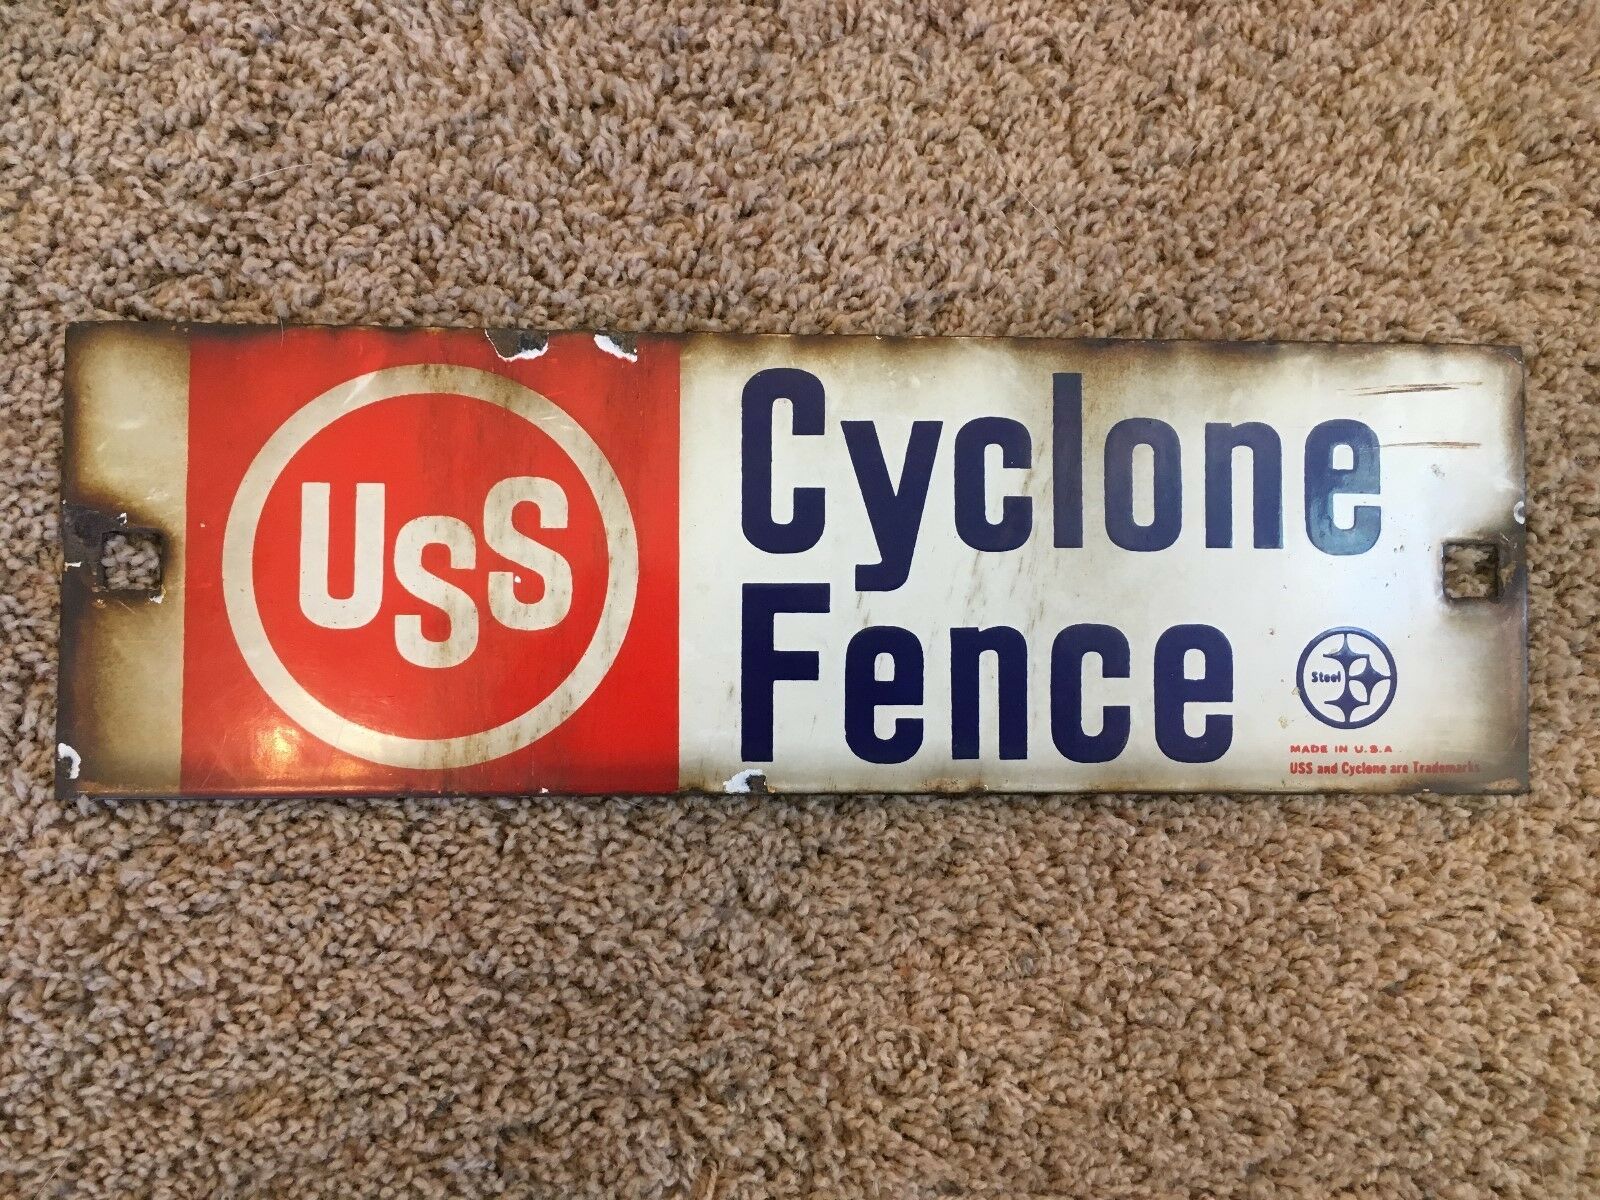 USS
Cyclone
Fence
Steel
MADE IN U.S.A.
USS and Cyclone are Trademarks